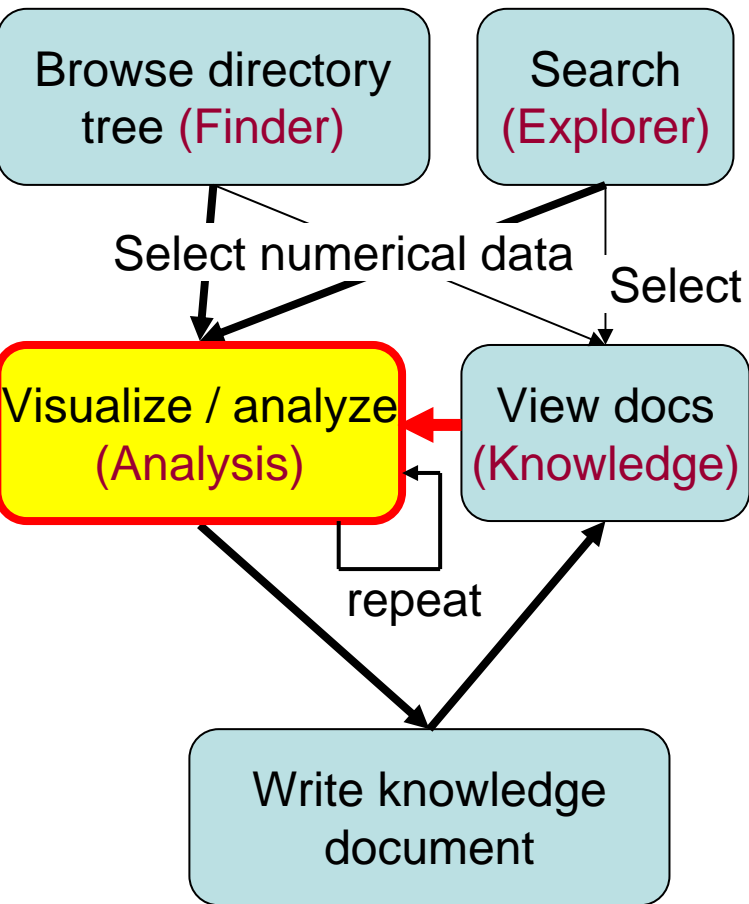 Browse directory
tree (Finder)
Search
(Explorer)
Select numerical data
Select
Visualize / analyze
(Analysis)
View docs
(Knowledge)
repeat
Write knowledge
document